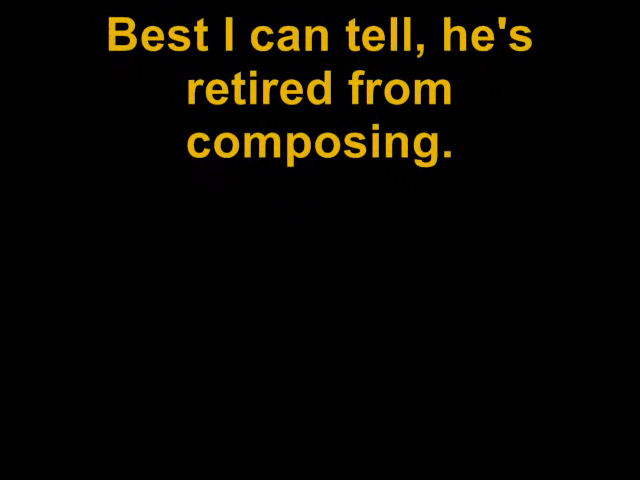 Best I can tell, he's
retired from
composing.